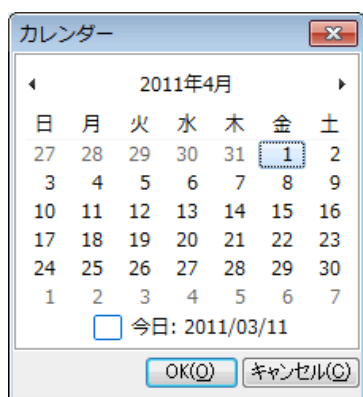 カレンダー
2011年4月
日 月 火 水 木 金 土
27 28 29 30 31 1 2
3 4 5 6 7 8 9
10 11 12 13 14 15 16
17 18 19 20 21 22 23
24 25 26 27 28 29 30
1 2 3 4 5 6 7
今日: 2011/03/11
OK(O) キャンセル(C)